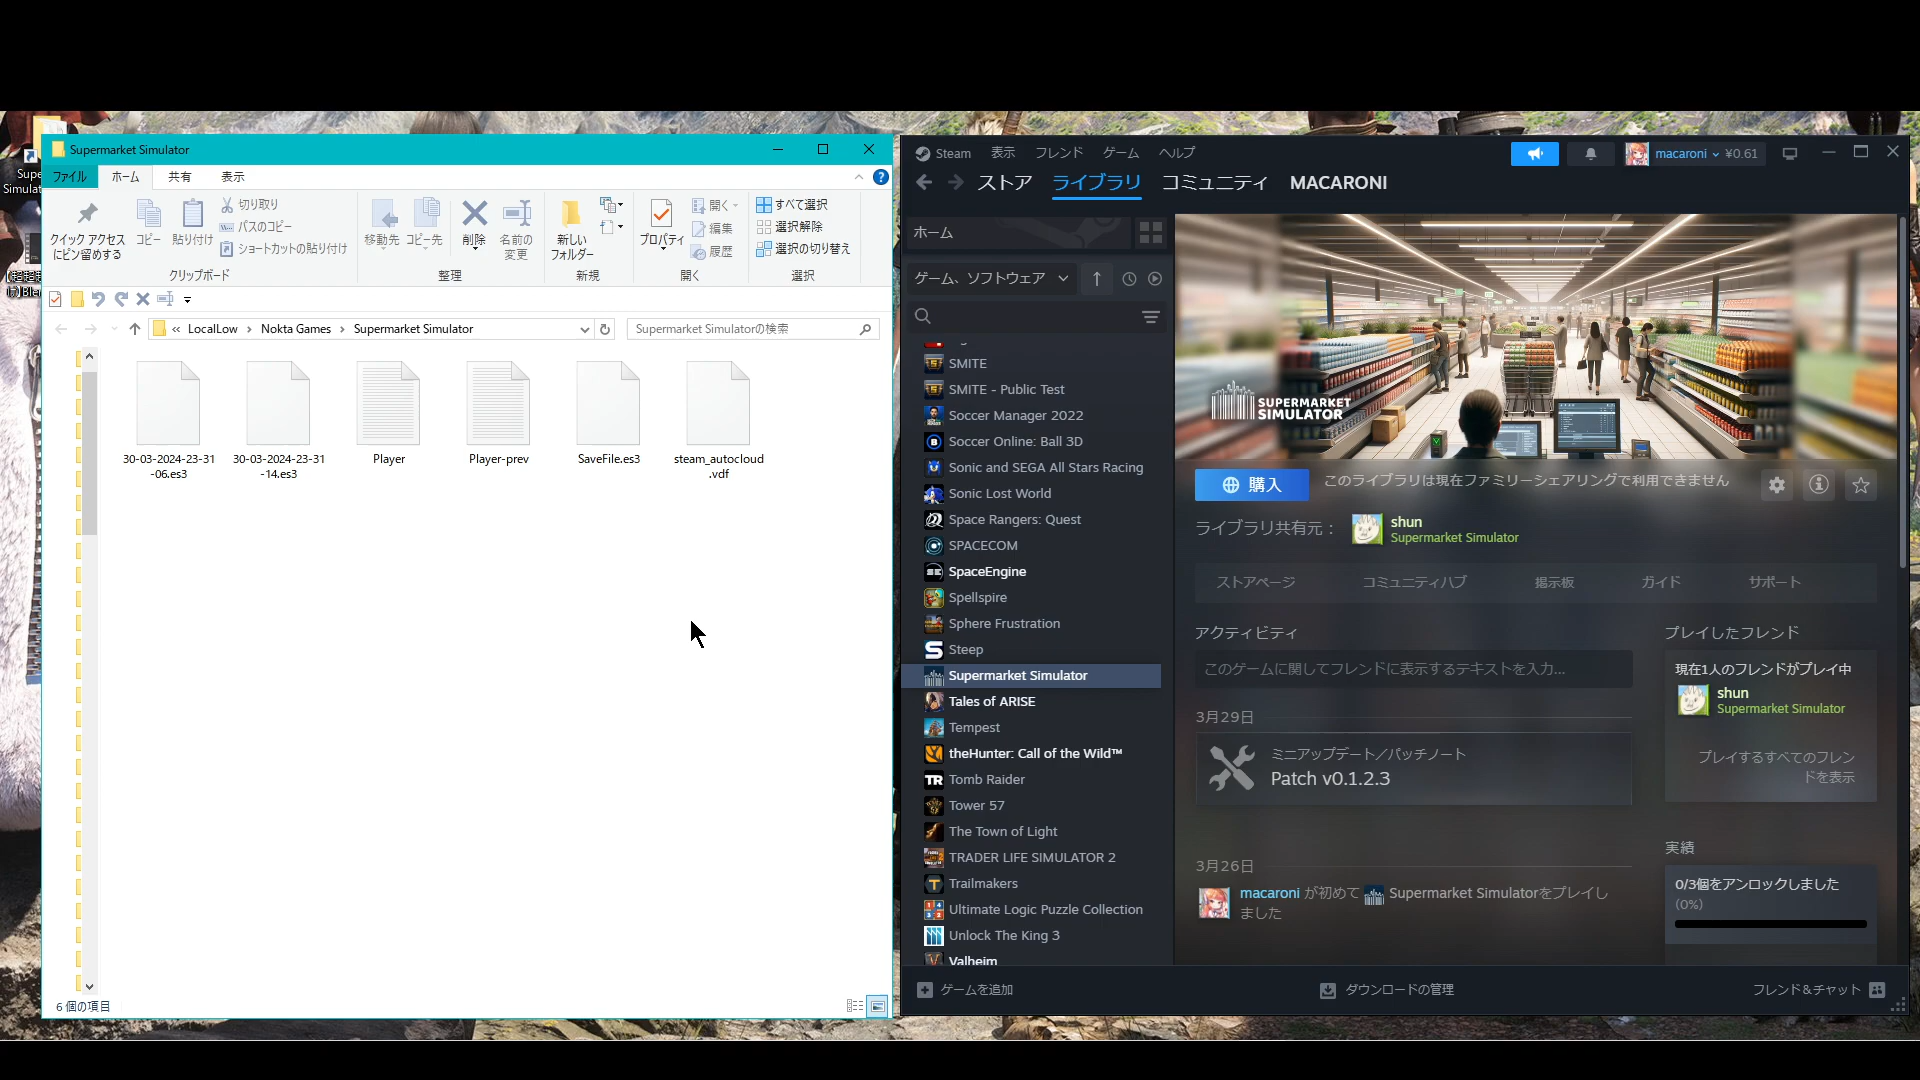 Supermarket Simulator
ファイル
ホーム
共有
表示
クイック アクセス
にピン留めする
コピー
貼り付け
切り取り
パスのコピー
ショートカットの貼り付け
クリップボード
移動先
コピー先
削除
名前の
変更
整理
新しい
フォルダー
新規
プロパティ
開く
編集
履歴
開く
すべて選択
選択解除
選択の切り替え
選択
« LocalLow › Nokta Games › Supermarket Simulator
Supermarket Simulatorの検索
30-03-2024-23-31
-06.es3
30-03-2024-23-31
-14.es3
Player
Player-prev
SaveFile.es3
steam_autocloud
.vdf
6 個の項目
Steam
表示
フレンド
ゲーム
ヘルプ
macaroni
¥0.61
ストア
ライブラリ
コミュニティ
MACARONI
ホーム
ゲーム、ソフトウェア
SMITE
SMITE - Public Test
Soccer Manager 2022
Soccer Online: Ball 3D
Sonic and SEGA All Stars Racing
Sonic Lost World
Space Rangers: Quest
SPACECOM
SpaceEngine
Spellspire
Sphere Frustration
Steep
Supermarket Simulator
Tales of ARISE
Tempest
theHunter: Call of the Wild™
Tomb Raider
Tower 57
The Town of Light
TRADER LIFE SIMULATOR 2
Trailmakers
Ultimate Logic Puzzle Collection
Unlock The King 3
Valheim
SUPERMARKET
SIMULATOR
購入
このライブラリは現在ファミリーシェアリングで利用できません
ライブラリ共有元：
shun
Supermarket Simulator
ストアページ
コミュニティハブ
掲示板
ガイド
サポート
アクティビティ
このゲームに関してフレンドに表示するテキストを入力...
3月29日
ミニアップデート／パッチノート
Patch v0.1.2.3
3月26日
macaroni が初めて Supermarket Simulatorをプレイし
ました
プレイしたフレンド
現在1人のフレンドがプレイ中
shun
Supermarket Simulator
プレイするすべてのフレン
ドを表示
実績
0/3個をアンロックしました
(0%)
ゲームを追加
ダウンロードの管理
フレンド＆チャット